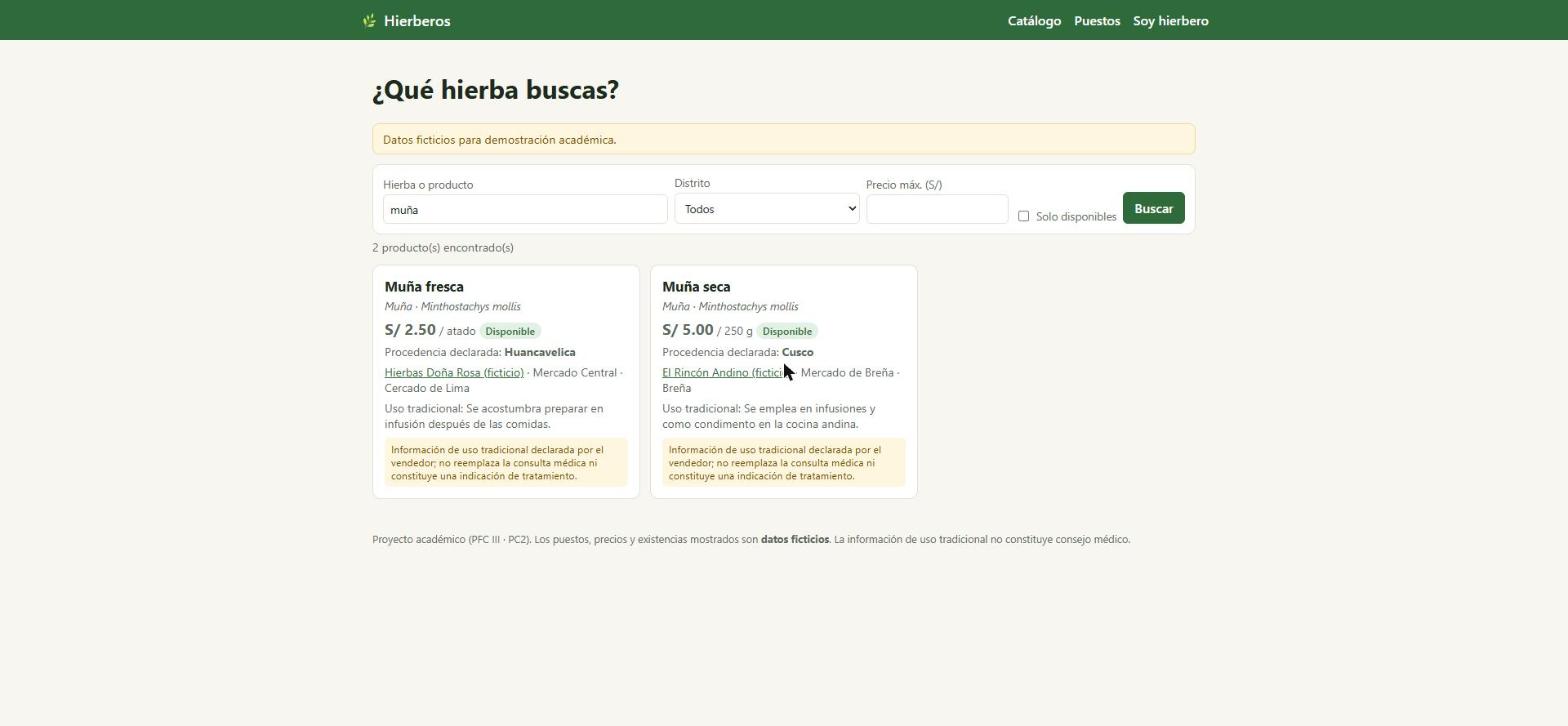 Hierberos
Catálogo Puestos Soy hierbero
¿Qué hierba buscas?
Datos ficticios para demostración académica.
Hierba o producto
muña
Distrito
Todos
Precio máx. (S/)
Solo disponibles
Buscar
2 producto(s) encontrado(s)
Muña fresca
Muña · Minthostachys mollis
S/ 2.50 / atado Disponible
Procedencia declarada: Huancavelica
Hierbas Doña Rosa (ficticio) · Mercado Central ·
Cercado de Lima
Uso tradicional: Se acostumbra preparar en
infusión después de las comidas.
Información de uso tradicional declarada por el
vendedor; no reemplaza la consulta médica ni
constituye una indicación de tratamiento.
Muña seca
Muña · Minthostachys mollis
S/ 5.00 / 250 g Disponible
Procedencia declarada: Cusco
El Rincón Andino (ficticio) · Mercado de Breña ·
Breña
Uso tradicional: Se emplea en infusiones y
como condimento en la cocina andina.
Información de uso tradicional declarada por el
vendedor; no reemplaza la consulta médica ni
constituye una indicación de tratamiento.
Proyecto académico (PFC III · PC2). Los puestos, precios y existencias mostrados son datos ficticios. La información de uso tradicional no constituye consejo médico.